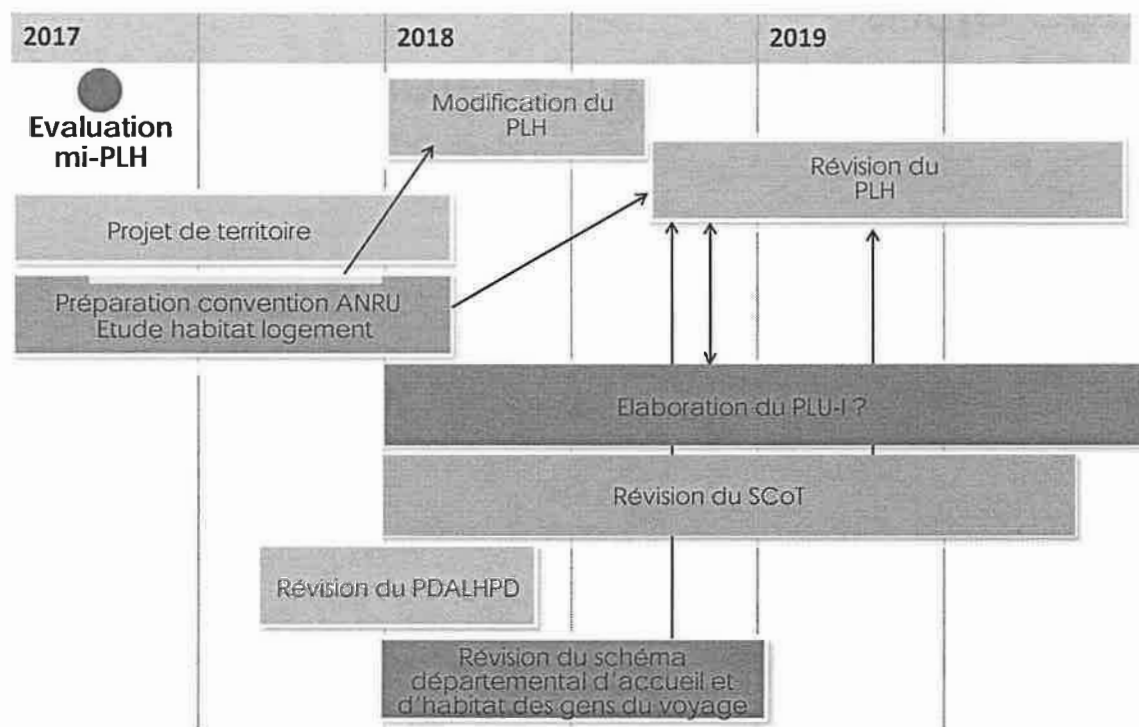 2017
2018
2019
Evaluation
mi-PLH
Modification du
PLH
Révision du
PLH
Projet de territoire
Préparation convention ANRU
Etude habitat logement
Elaboration du PLU-I ?
Révision du SCoT
Révision du PDALHPD
Révision du schéma
départemental d'accueil et
d'habitat des gens du voyage